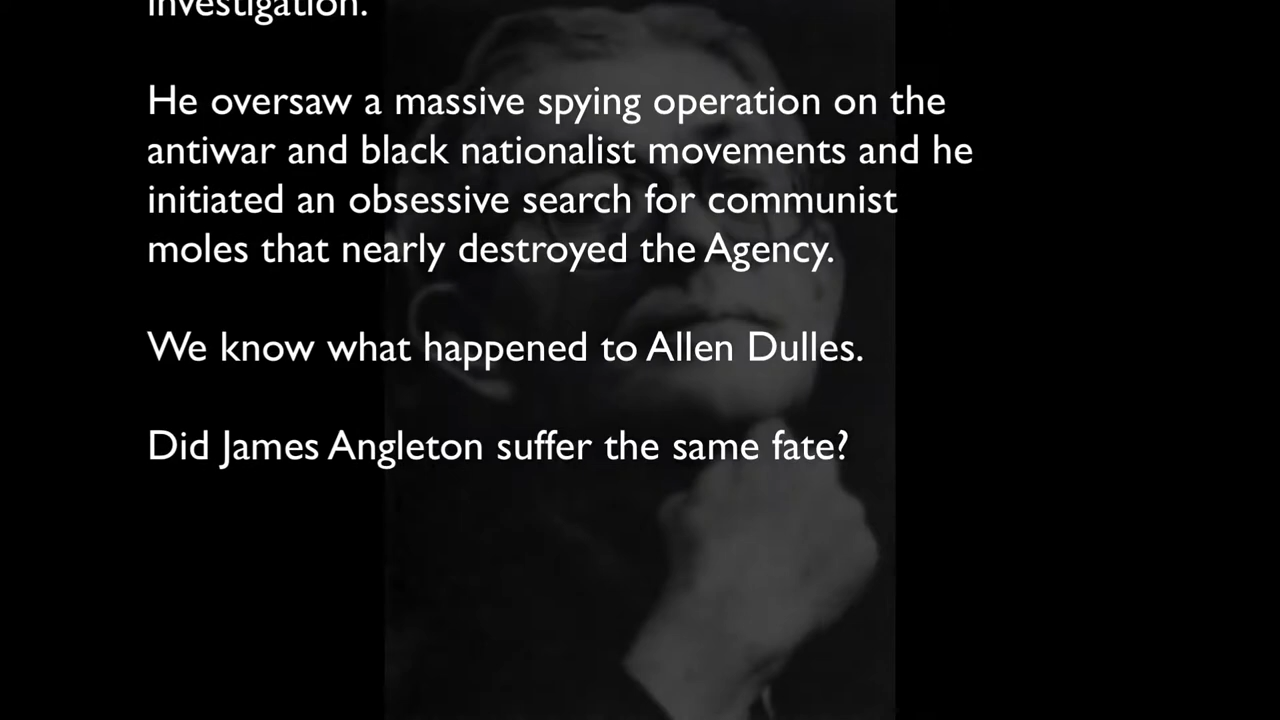 investigation.
He oversaw a massive spying operation on the
antiwar and black nationalist movements and he
initiated an obsessive search for communist
moles that nearly destroyed the Agency.
We know what happened to Allen Dulles.
Did James Angleton suffer the same fate?